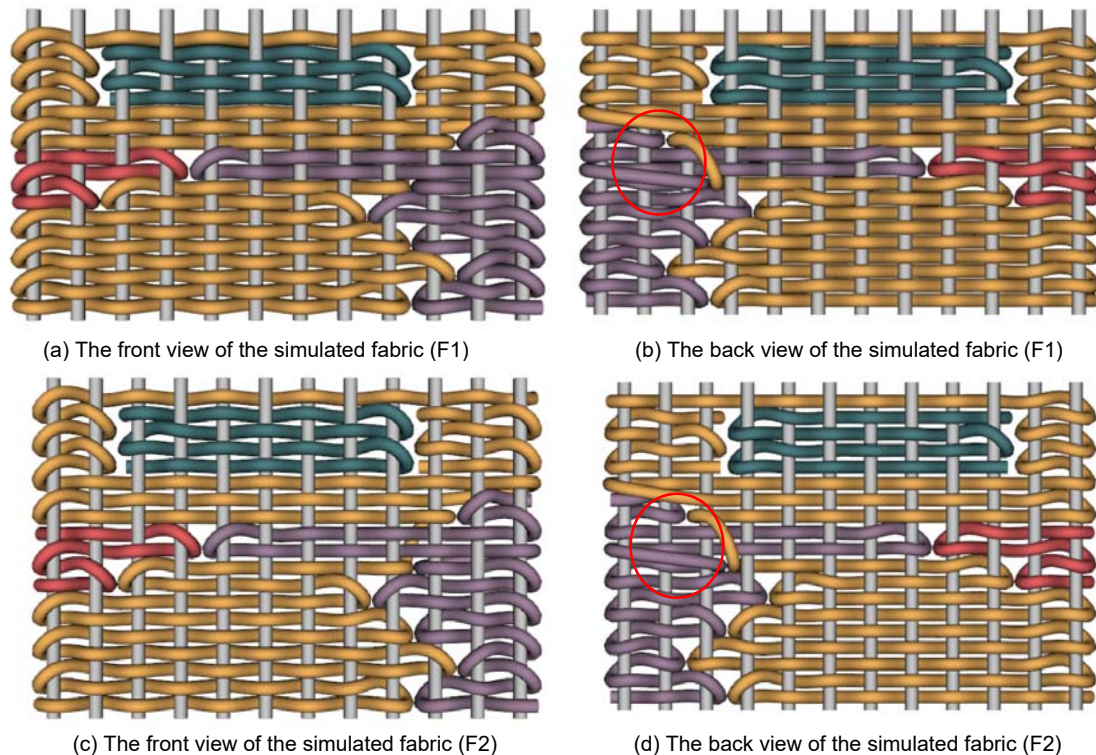 (a) The front view of the simulated fabric (F1)
(b) The back view of the simulated fabric (F1)
(c) The front view of the simulated fabric (F2)
(d) The back view of the simulated fabric (F2)